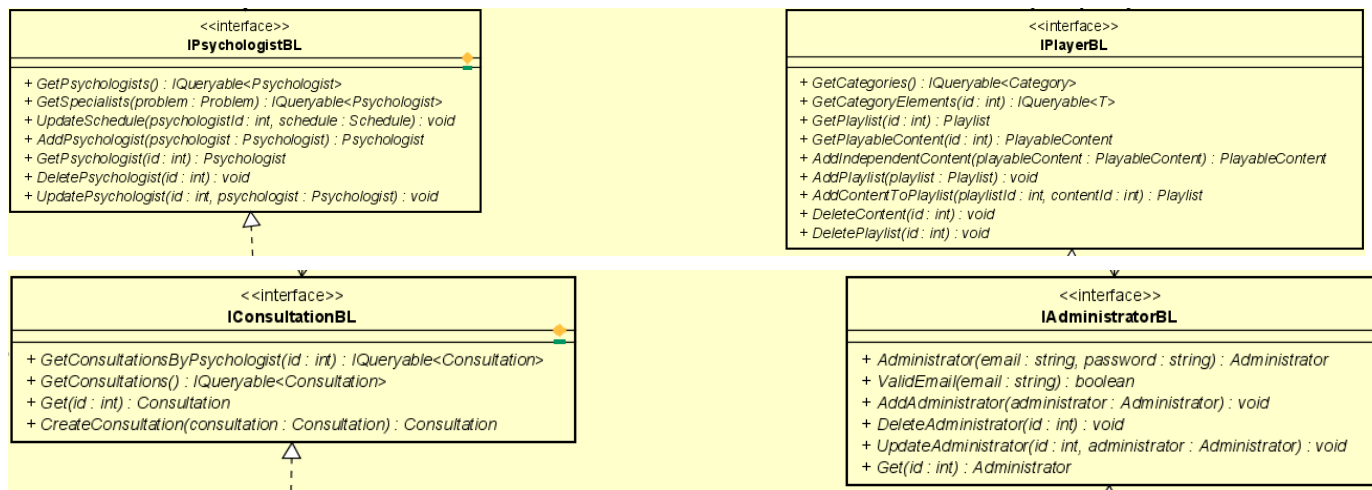 <<interface>>
IPsychologistBL
+ GetPsychologists() : IQueryable<Psychologist>
+ GetSpecialists(problem : Problem) : IQueryable<Psychologist>
+ UpdateSchedule(psychologistId : int, schedule : Schedule) : void
+ AddPsychologist(psychologist : Psychologist) : Psychologist
+ GetPsychologist(id : int) : Psychologist
+ DeletePsychologist(id : int) : void
+ UpdatePsychologist(id : int, psychologist : Psychologist) : void
<<interface>>
IPlayerBL
+ GetCategories() : IQueryable<Category>
+ GetCategoryElements(id : int) : IQueryable<T>
+ GetPlaylist(id : int) : Playlist
+ GetPlayableContent(id : int) : PlayableContent
+ AddIndependentContent(playableContent : PlayableContent) : PlayableContent
+ AddPlaylist(playlist : Playlist) : void
+ AddContentToPlaylist(playlistId : int, contentId : int) : Playlist
+ DeleteContent(id : int) : void
+ DeletePlaylist(id : int) : void
<<interface>>
IConsultationBL
+ GetConsultationsByPsychologist(id : int) : IQueryable<Consultation>
+ GetConsultations() : IQueryable<Consultation>
+ Get(id : int) : Consultation
+ CreateConsultation(consultation : Consultation) : Consultation
<<interface>>
IAdministratorBL
+ Administrator(email : string, password : string) : Administrator
+ ValidEmail(email : string) : boolean
+ AddAdministrator(administrator : Administrator) : void
+ DeleteAdministrator(id : int) : void
+ UpdateAdministrator(id : int, administrator : Administrator) : void
+ Get(id : int) : Administrator